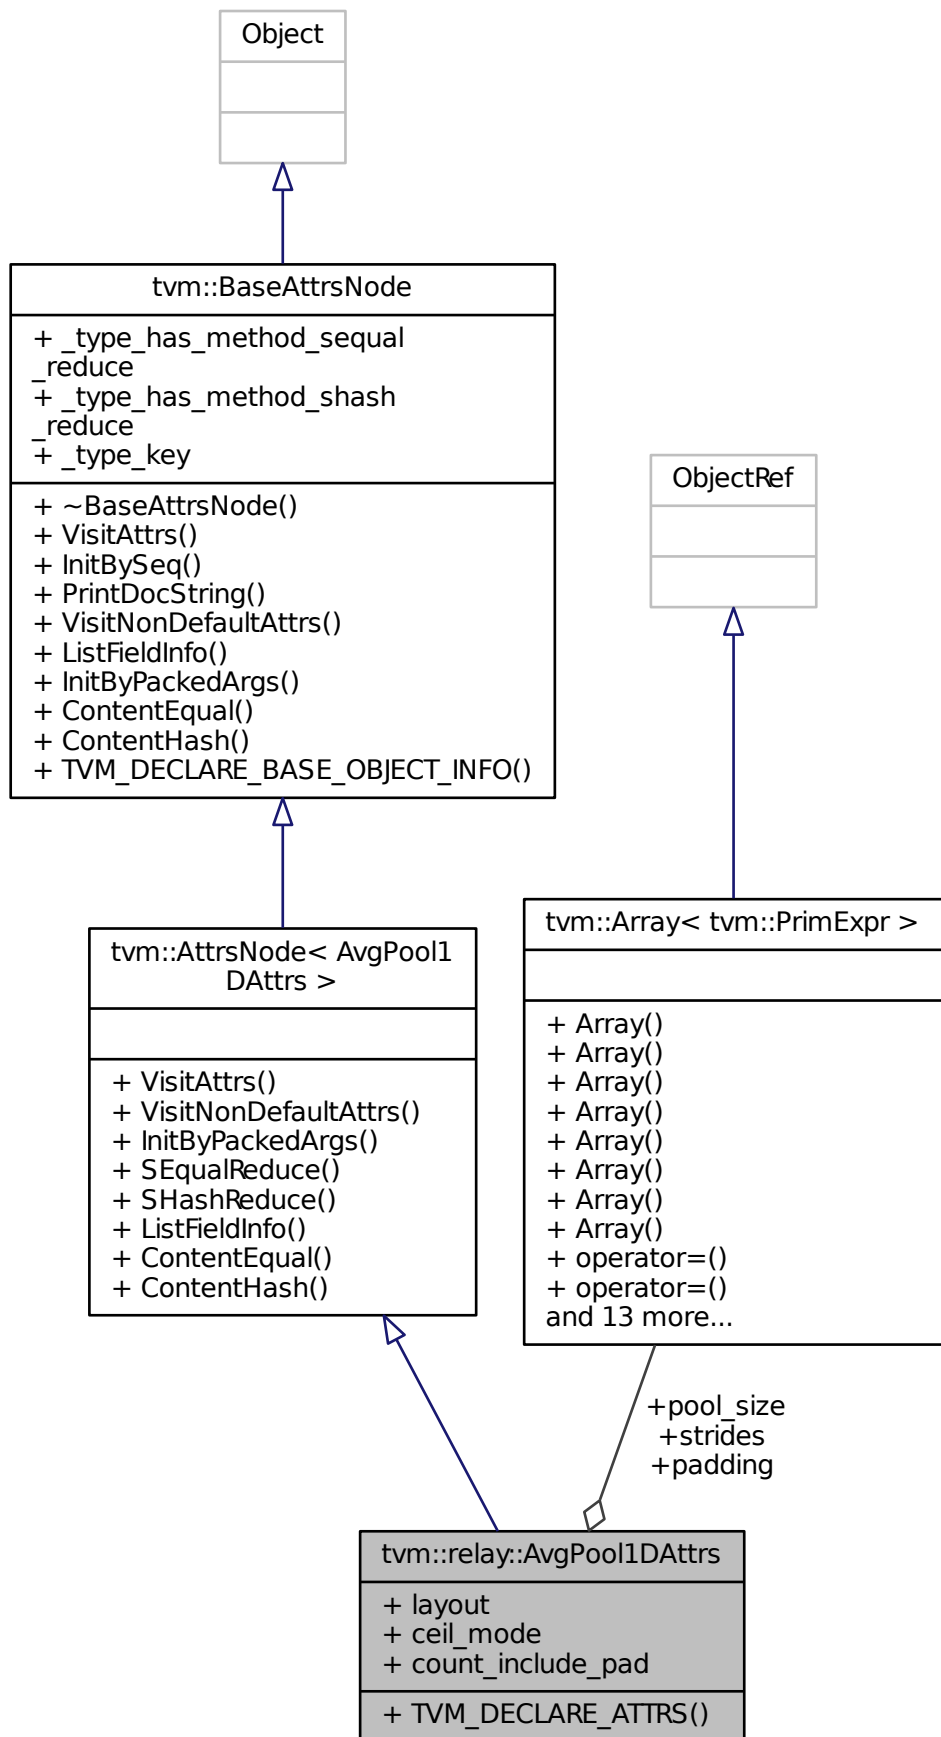 Object
tvm::BaseAttrsNode
+ _type_has_method_sequal
_reduce
+ _type_has_method_shash
_reduce
+ _type_key
+ ~BaseAttrsNode()
+ VisitAttrs()
+ InitBySeq()
+ PrintDocString()
+ VisitNonDefaultAttrs()
+ ListFieldInfo()
+ InitByPackedArgs()
+ ContentEqual()
+ ContentHash()
+ TVM_DECLARE_BASE_OBJECT_INFO()
ObjectRef
tvm::AttrsNode< AvgPool1
DAttrs >
+ VisitAttrs()
+ VisitNonDefaultAttrs()
+ InitByPackedArgs()
+ SEqualReduce()
+ SHashReduce()
+ ListFieldInfo()
+ ContentEqual()
+ ContentHash()
tvm::Array< tvm::PrimExpr >
+ Array()
+ Array()
+ Array()
+ Array()
+ Array()
+ Array()
+ Array()
+ Array()
+ operator=()
+ operator=()
and 13 more...
+pool_size
+strides
+padding
tvm::relay::AvgPool1DAttrs
+ layout
+ ceil_mode
+ count_include_pad
+ TVM_DECLARE_ATTRS()